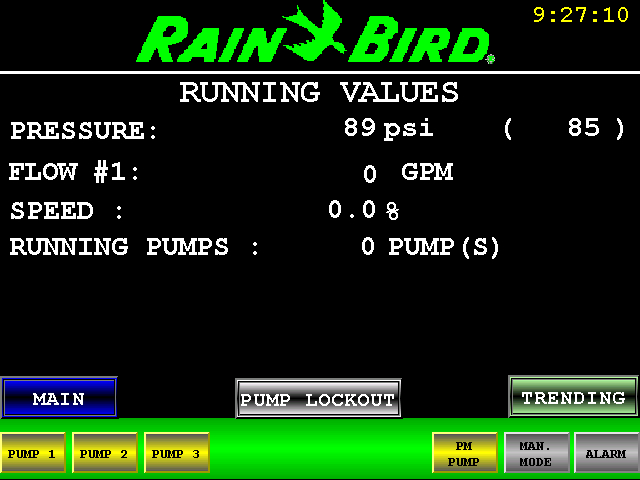 9:27:10
RAIN BIRD®
RUNNING VALUES
PRESSURE: 89 psi ( 85 )
FLOW #1: 0 GPM
SPEED : 0.0 %
RUNNING PUMPS : 0 PUMP(S)
MAIN
PUMP LOCKOUT
TRENDING
PUMP 1
PUMP 2
PUMP 3
PM
PUMP
MAN.
MODE
ALARM